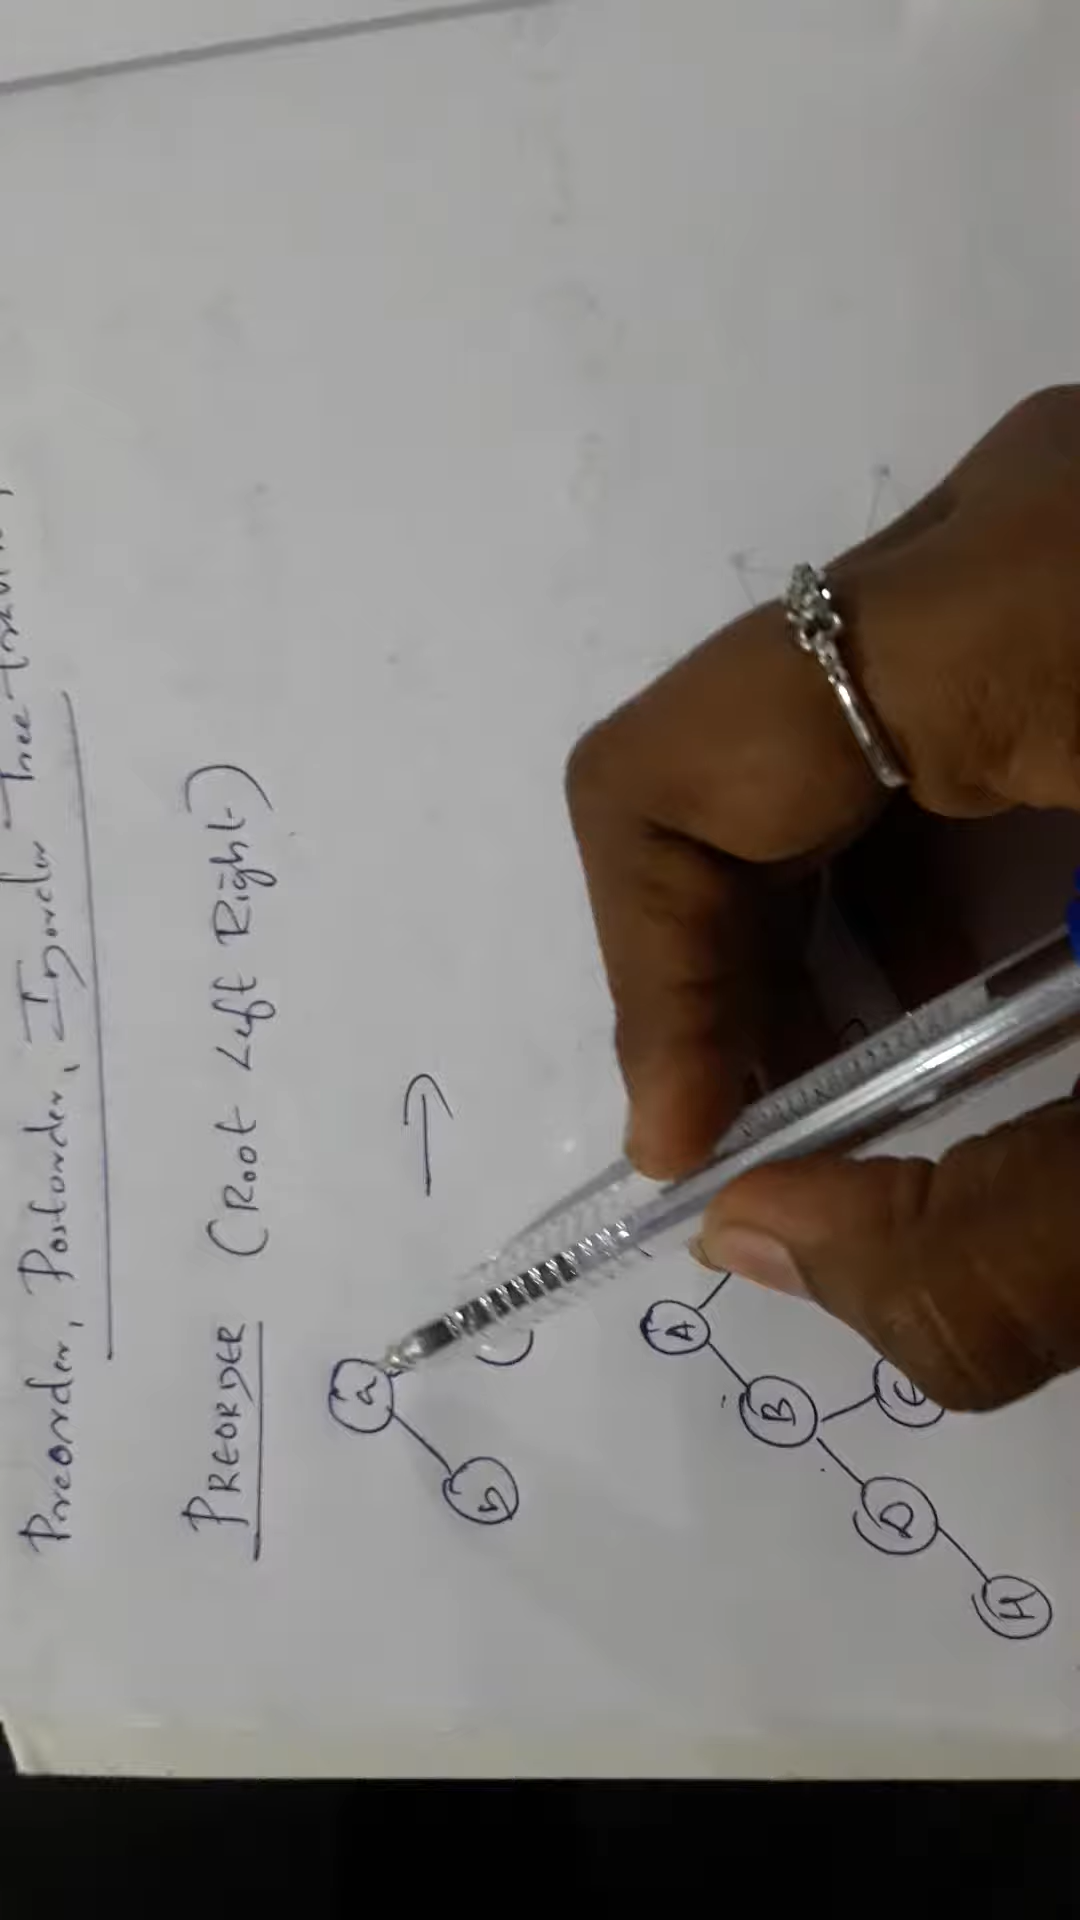 Preorder, Postorder, Inorder Tree
PREORDER (Root Left Right)
a
b
A
B
C
D
H